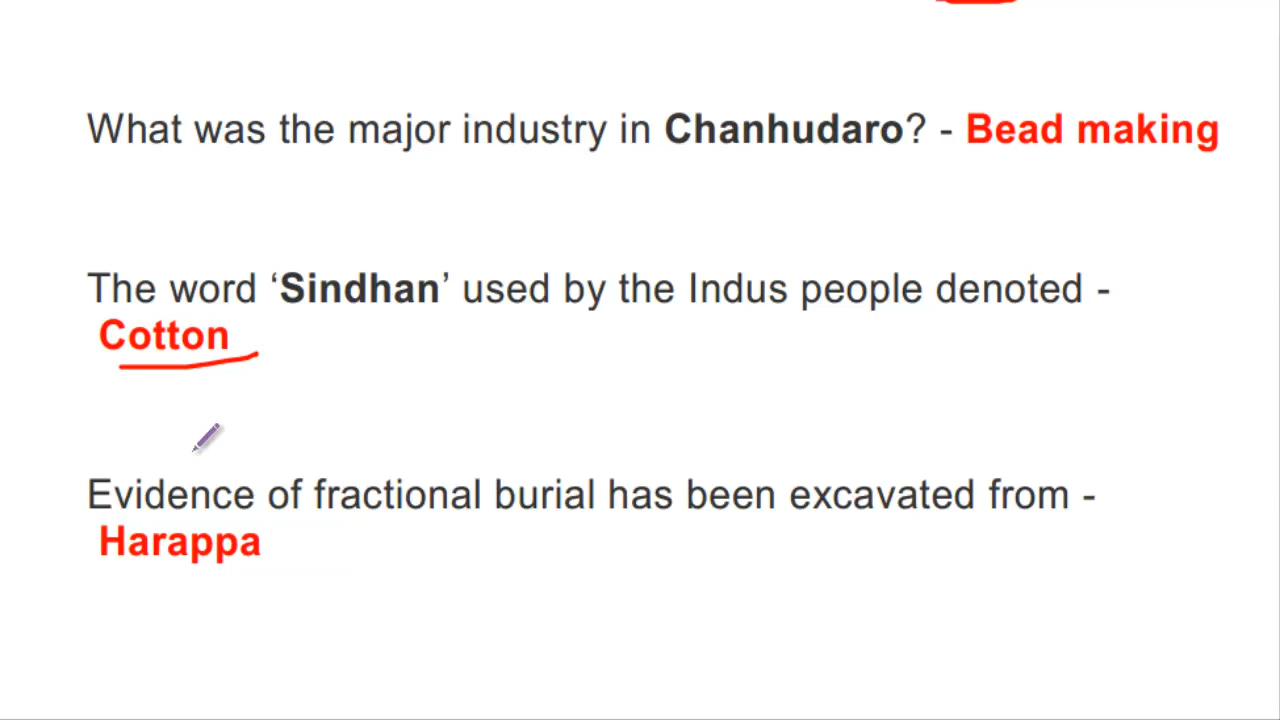 What was the major industry in Chanhudaro? - Bead making
The word ‘Sindhan’ used by the Indus people denoted -
Cotton
Evidence of fractional burial has been excavated from -
Harappa